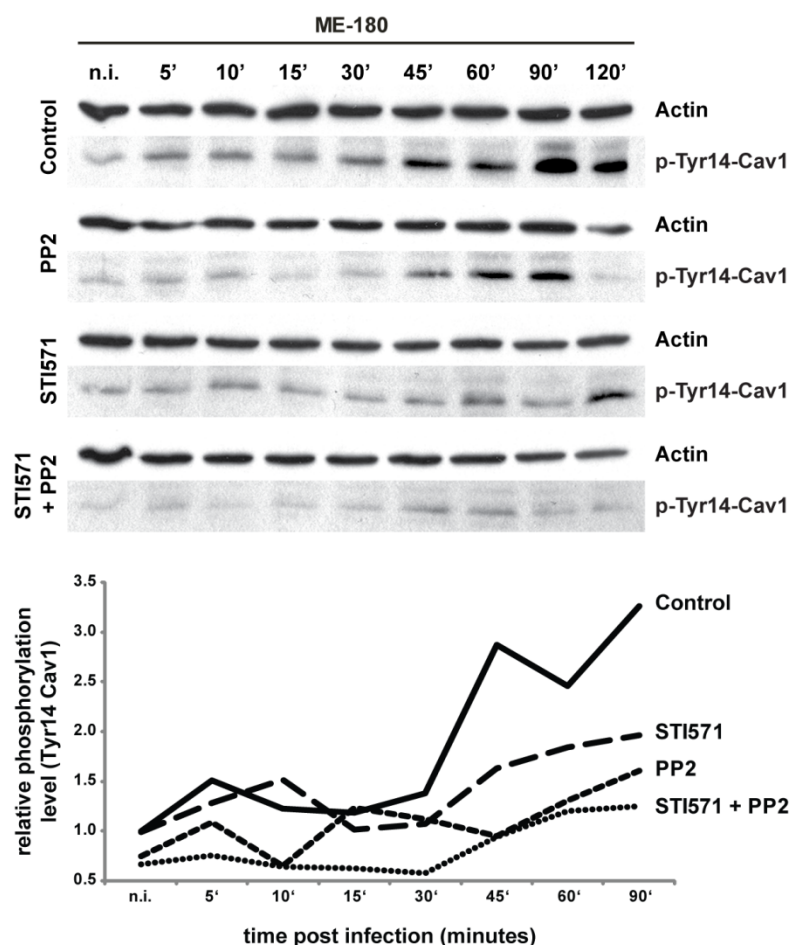 ME-180
n.i. 5' 10' 15' 30' 45' 60' 90' 120'
Control
Actin
p-Tyr14-Cav1
PP2
Actin
p-Tyr14-Cav1
STI571
Actin
p-Tyr14-Cav1
STI571
+ PP2
Actin
p-Tyr14-Cav1
relative phosphorylation
level (Tyr14 Cav1)
3.5
3.0
2.5
2.0
1.5
1.0
0.5
Control
STI571
PP2
STI571 + PP2
n.i. 5‘ 10‘ 15‘ 30‘ 45‘ 60‘ 90‘
time post infection (minutes)